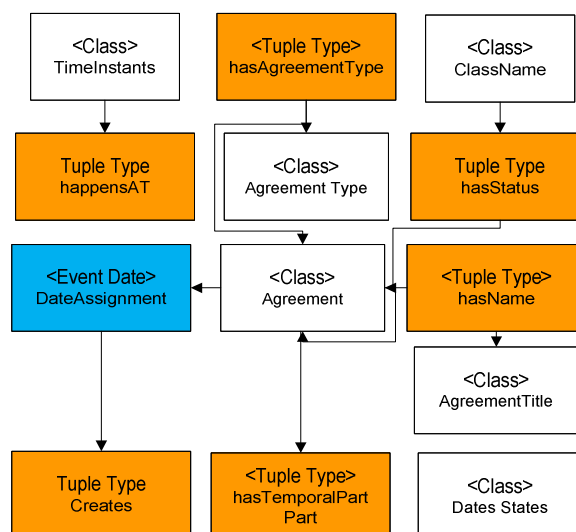 <Class>
TimeInstants
<Tuple Type>
hasAgreementType
<Class>
ClassName
Tuple Type
happensAT
<Class>
Agreement Type
Tuple Type
hasStatus
<Event Date>
DateAssignment
<Class>
Agreement
<Tuple Type>
hasName
<Class>
AgreementTitle
Tuple Type
Creates
<Tuple Type>
hasTemporalPart
Part
<Class>
Dates States